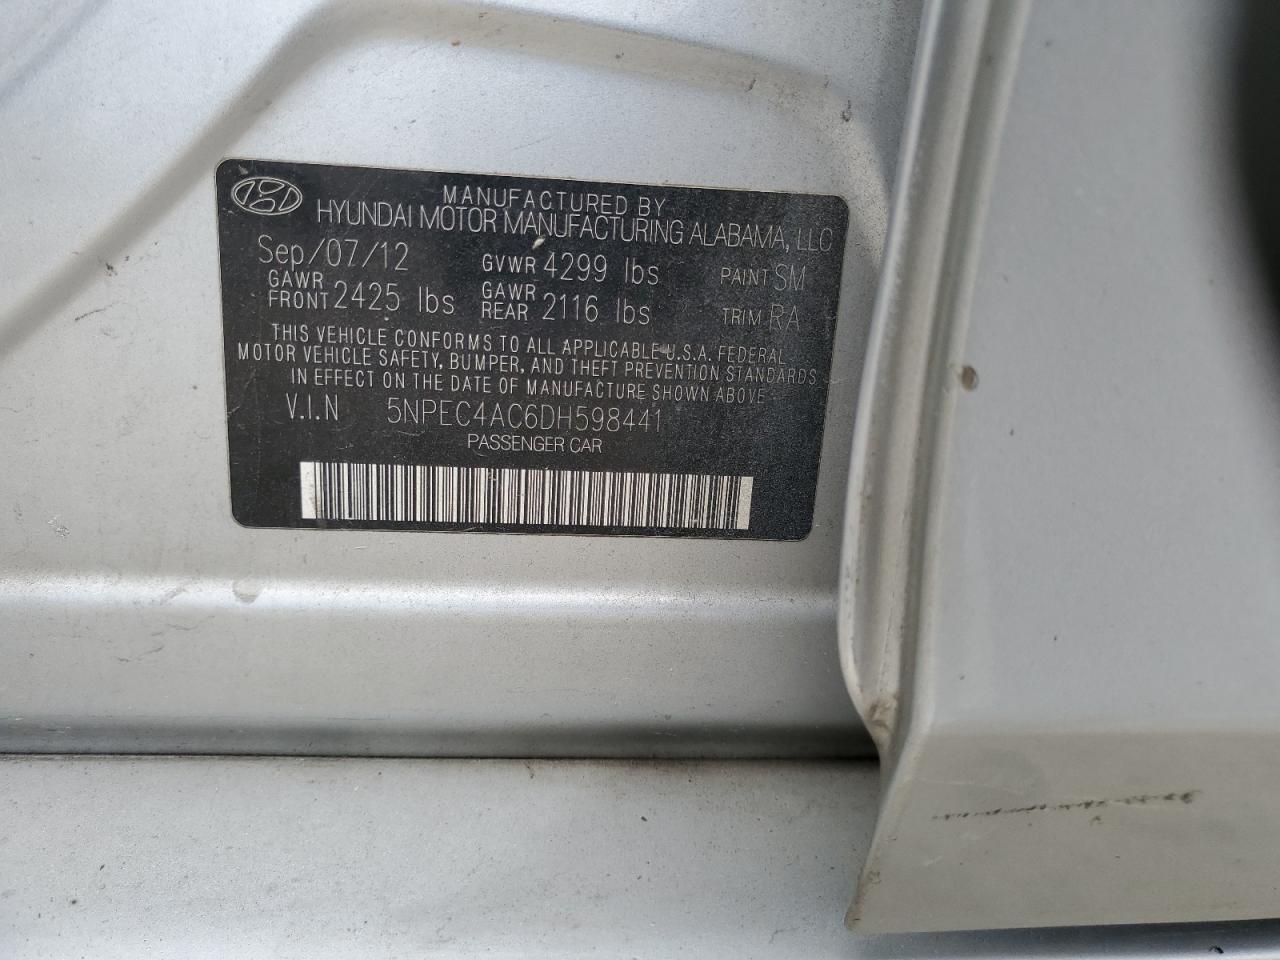 MANUFACTURED BY
HYUNDAI MOTOR MANUFACTURING ALABAMA, LLC
Sep/07/12 GVWR 4299 lbs PAINT SM
GAWR FRONT 2425 lbs GAWR REAR 2116 lbs TRIM RA
THIS VEHICLE CONFORMS TO ALL APPLICABLE U.S.A. FEDERAL
MOTOR VEHICLE SAFETY, BUMPER, AND THEFT PREVENTION STANDARDS
IN EFFECT ON THE DATE OF MANUFACTURE SHOWN ABOVE
V.I.N 5NPEC4AC6DH598441
PASSENGER CAR